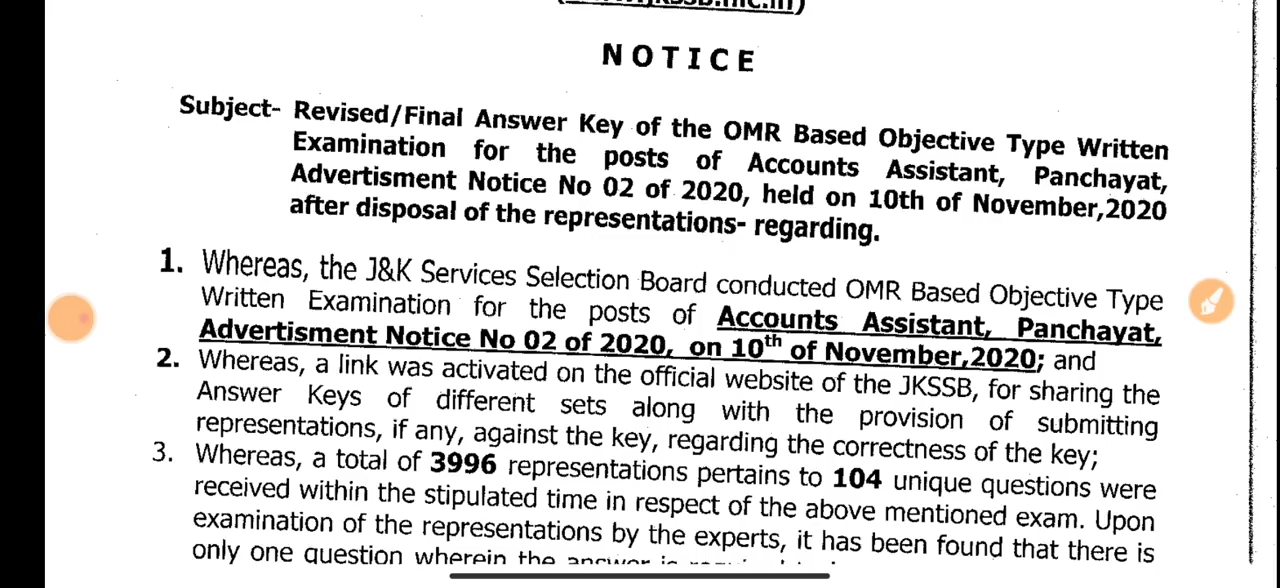 NOTICE
Subject- Revised/Final Answer Key of the OMR Based Objective Type Written
Examination for the posts of Accounts Assistant, Panchayat,
Advertisment Notice No 02 of 2020, held on 10th of November,2020
after disposal of the representations- regarding.
1. Whereas, the J&K Services Selection Board conducted OMR Based Objective Type
Written Examination for the posts of Accounts Assistant, Panchayat,
Advertisment Notice No 02 of 2020, on 10th of November,2020; and
2. Whereas, a link was activated on the official website of the JKSSB, for sharing the
Answer Keys of different sets along with the provision of submitting
representations, if any, against the key, regarding the correctness of the key;
3. Whereas, a total of 3996 representations pertains to 104 unique questions were
received within the stipulated time in respect of the above mentioned exam. Upon
examination of the representations by the experts, it has been found that there is
only one question wherein the answer is